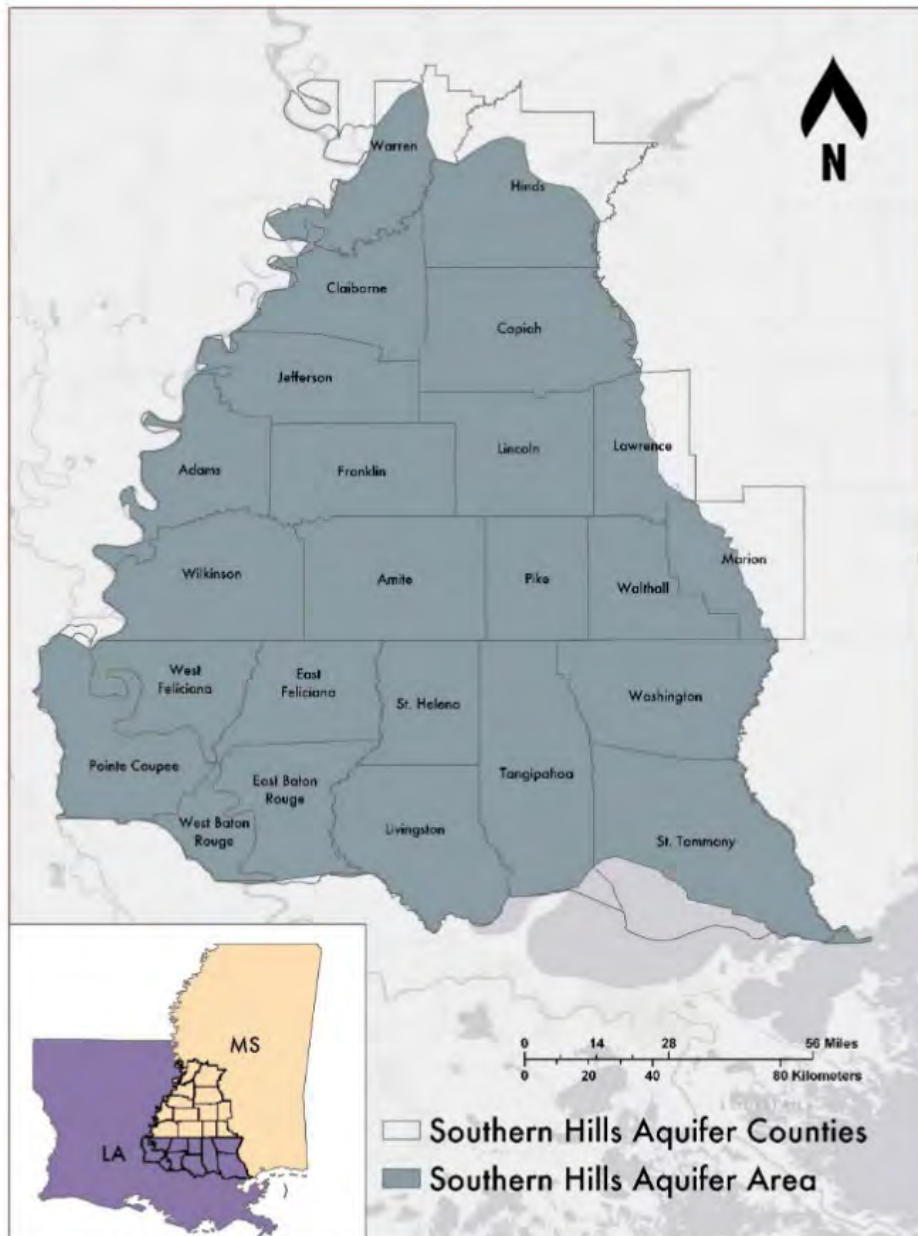 N
Warren
Hinds
Claiborne
Copiah
Jefferson
Lincoln
Lawrence
Adams
Franklin
Marion
Wilkinson
Amite
Pike
Walthall
West
Feliciana
East
Feliciana
St. Helena
Washington
Pointe Coupee
East Baton
Rouge
Tangipahoa
West Baton
Rouge
Livingston
St. Tammany
MS
LA
0 14 28 56 Miles
0 20 40 80 Kilometers
Southern Hills Aquifer Counties
Southern Hills Aquifer Area